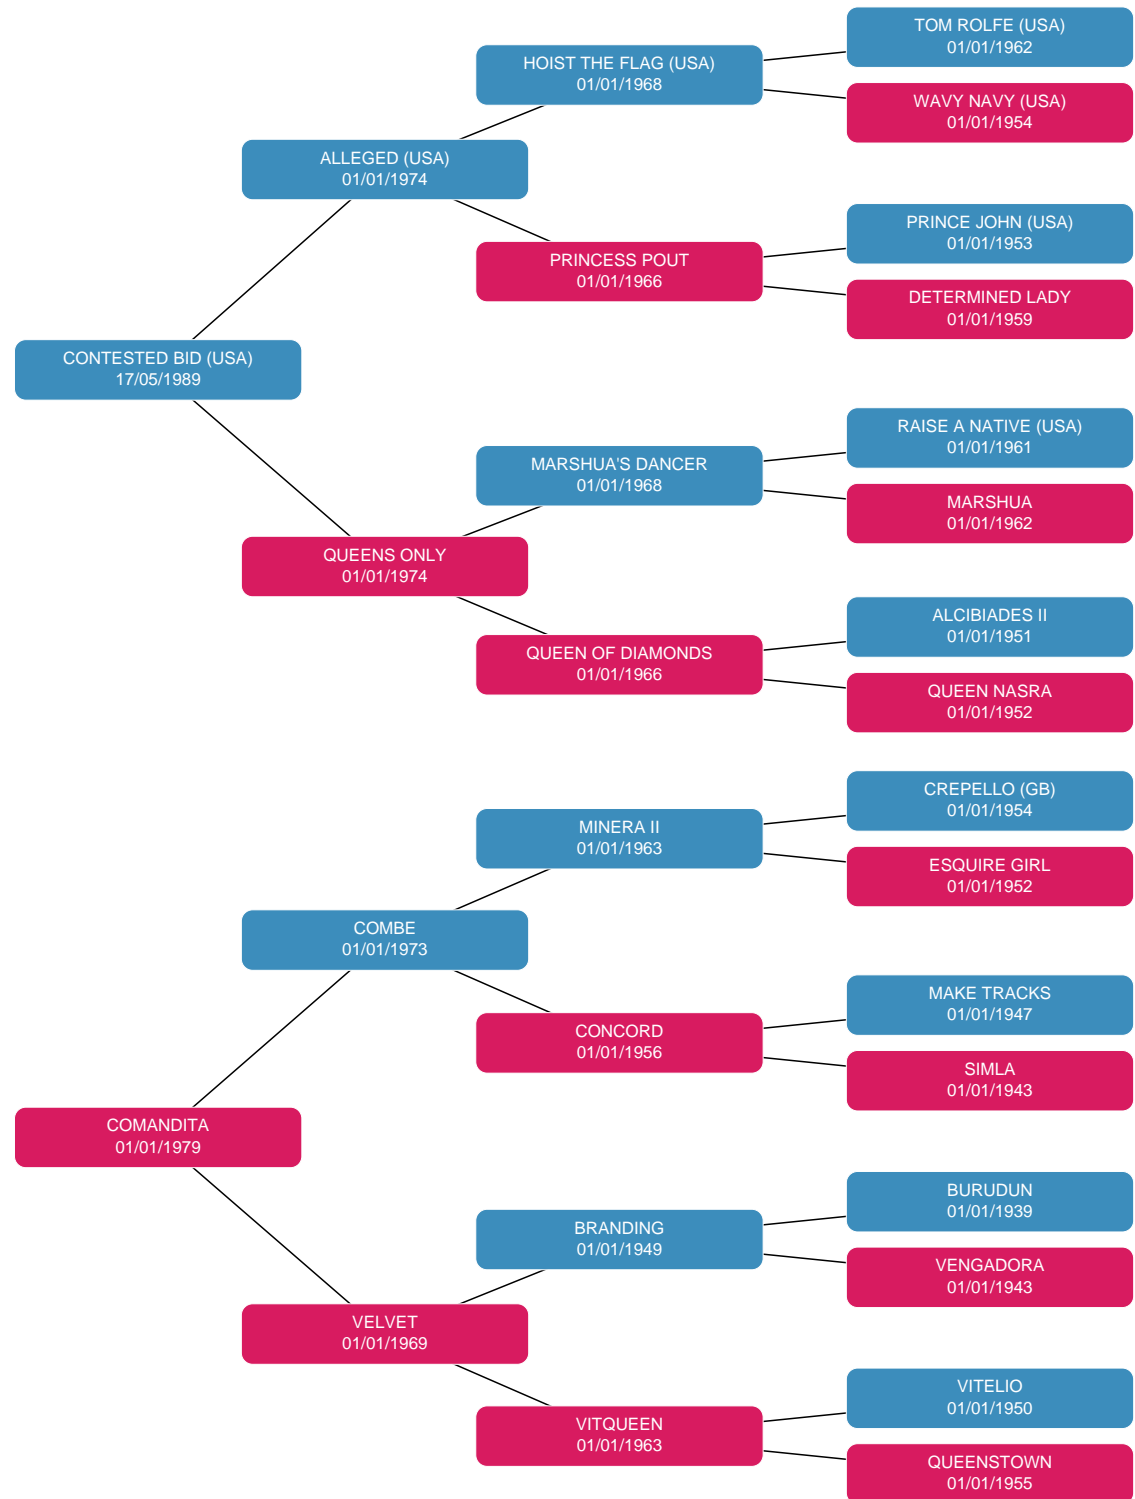 TOM ROLFE (USA)
01/01/1962
HOIST THE FLAG (USA)
01/01/1968
WAVY NAVY (USA)
01/01/1954
ALLEGED (USA)
01/01/1974
PRINCE JOHN (USA)
01/01/1953
PRINCESS POUT
01/01/1966
DETERMINED LADY
01/01/1959
CONTESTED BID (USA)
17/05/1989
RAISE A NATIVE (USA)
01/01/1961
MARSHUA'S DANCER
01/01/1968
MARSHUA
01/01/1962
QUEENS ONLY
01/01/1974
ALCIBIADES II
01/01/1951
QUEEN OF DIAMONDS
01/01/1966
QUEEN NASRA
01/01/1952
CREPELLO (GB)
01/01/1954
MINERA II
01/01/1963
ESQUIRE GIRL
01/01/1952
COMBE
01/01/1973
MAKE TRACKS
01/01/1947
CONCORD
01/01/1956
SIMLA
01/01/1943
COMANDITA
01/01/1979
BURUDUN
01/01/1939
BRANDING
01/01/1949
VENGADORA
01/01/1943
VELVET
01/01/1969
VITELIO
01/01/1950
VITQUEEN
01/01/1963
QUEENSTOWN
01/01/1955